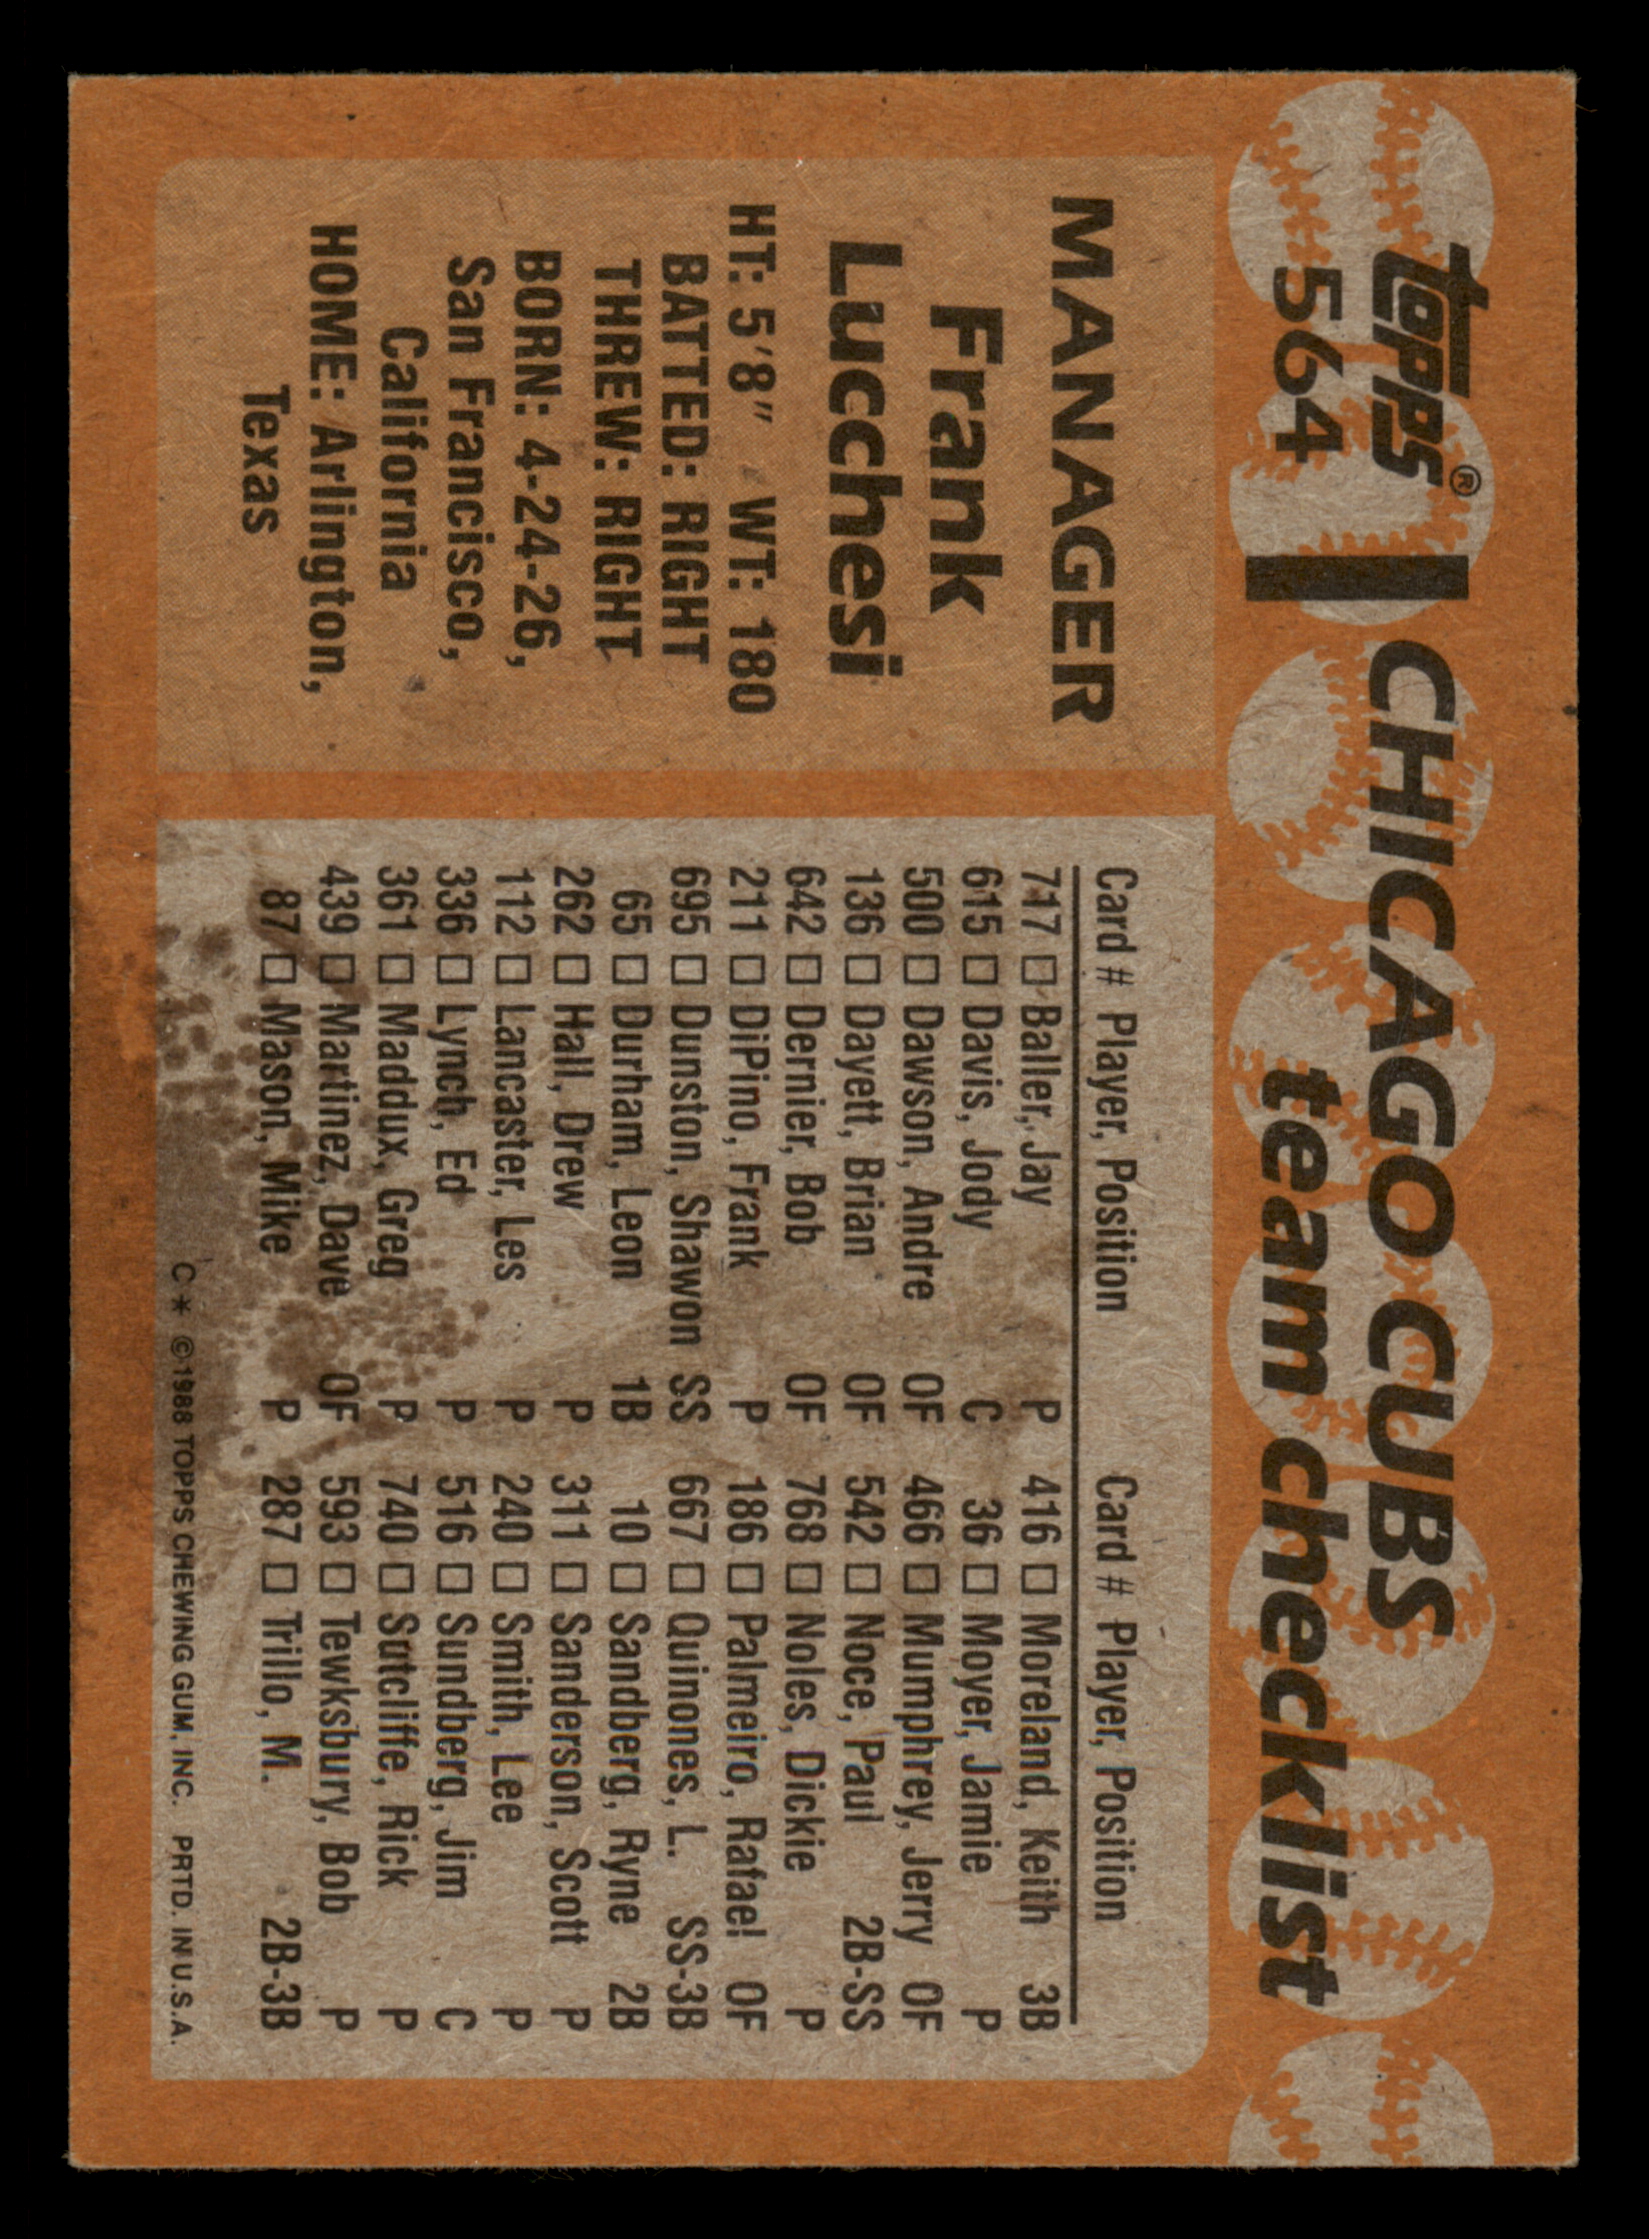 topps®
564
CHICAGO CUBS
team checklist
MANAGER
Frank
Lucchesi
HT: 5'8" WT: 180
BATTED: RIGHT
THREW: RIGHT
BORN: 4-24-26,
San Francisco,
California
HOME: Arlington,
Texas
Card # Player, Position
717 □ Baller, Jay P
615 □ Davis, Jody C
500 □ Dawson, Andre OF
136 □ Dayett, Brian OF
642 □ Dernier, Bob OF
211 □ DiPino, Frank P
695 □ Dunston, Shawon SS
65 □ Durham, Leon 1B
262 □ Hall, Drew P
112 □ Lancaster, Les P
336 □ Lynch, Ed P
361 □ Maddux, Greg P
439 □ Martinez, Dave OF
87 □ Mason, Mike P
Card # Player, Position
416 □ Moreland, Keith 3B
36 □ Moyer, Jamie P
466 □ Mumphrey, Jerry OF
542 □ Noce, Paul 2B-SS
768 □ Noles, Dickie P
186 □ Palmeiro, Rafael OF
667 □ Quinones, L. SS-3B
10 □ Sandberg, Ryne 2B
311 □ Sanderson, Scott P
240 □ Smith, Lee P
516 □ Sundberg, Jim C
740 □ Sutcliffe, Rick P
593 □ Tewksbury, Bob P
287 □ Trillo, M. 2B-3B
C* ©1988 TOPPS CHEWING GUM, INC. PRTD. IN U.S.A.